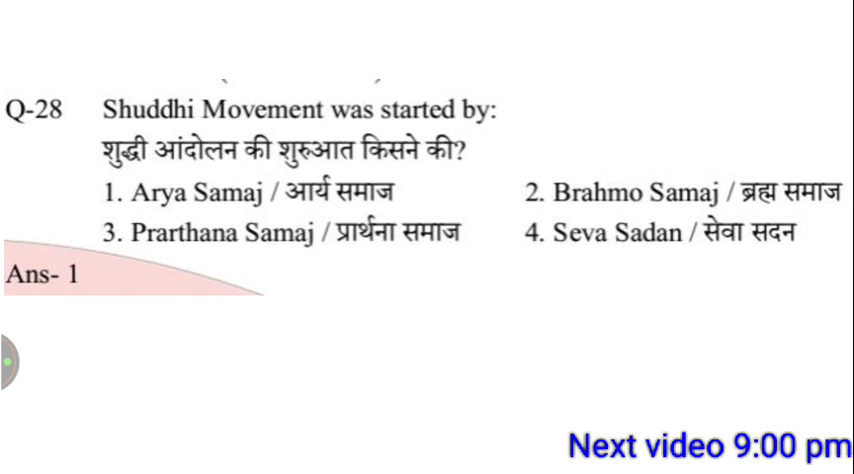 Q-28 Shuddhi Movement was started by:
शुद्धी आंदोलन की शुरुआत किसने की?
1. Arya Samaj / आर्य समाज 2. Brahmo Samaj / ब्रह्म समाज
3. Prarthana Samaj / प्रार्थना समाज 4. Seva Sadan / सेवा सदन
Ans- 1
Next video 9:00 pm